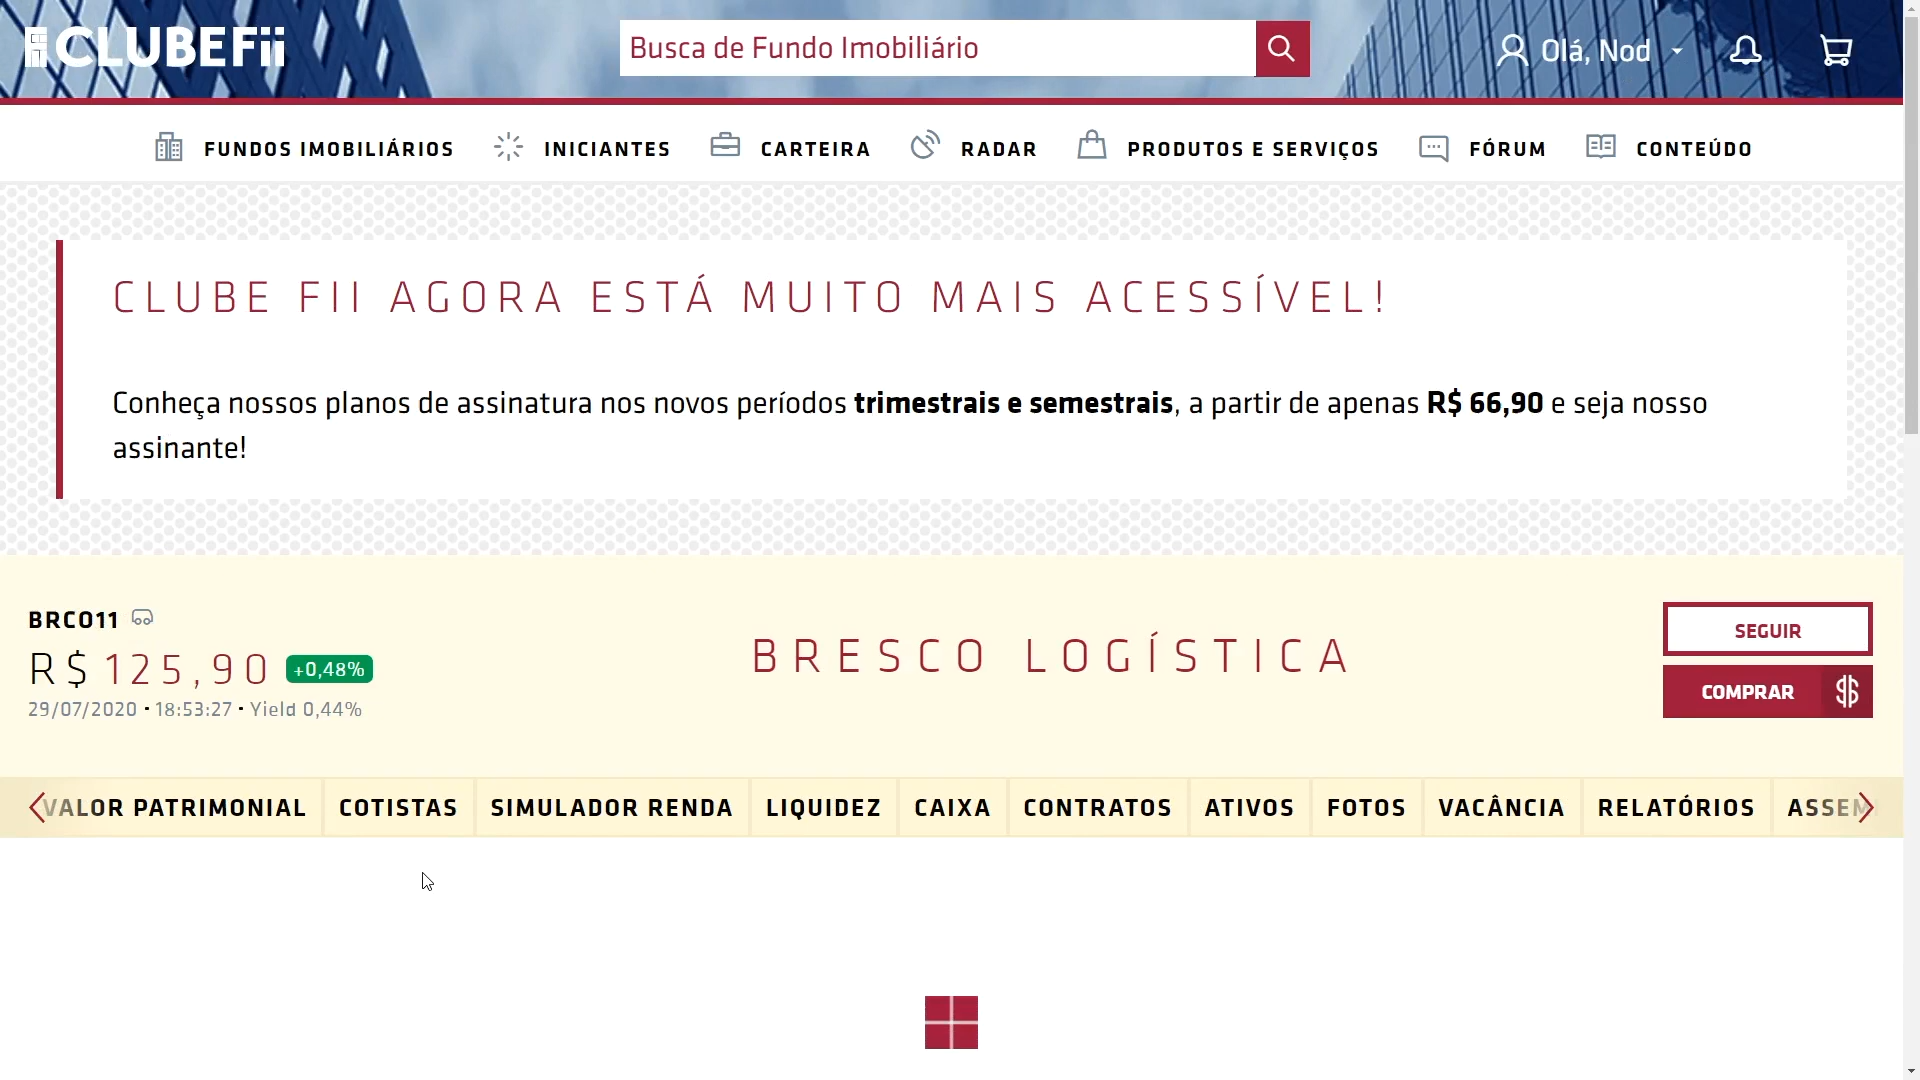 CLUBEFii
Busca de Fundo Imobiliário
Olá, Nod
FUNDOS IMOBILIÁRIOS
INICIANTES
CARTEIRA
RADAR
PRODUTOS E SERVIÇOS
FÓRUM
CONTEÚDO
CLUBE FII AGORA ESTÁ MUITO MAIS ACESSÍVEL!
Conheça nossos planos de assinatura nos novos períodos trimestrais e semestrais, a partir de apenas R$ 66,90 e seja nosso
assinante!
BRCO11
R$ 125,90 +0,48%
29/07/2020 • 18:53:27 • Yield 0,44%
BRESCO LOGÍSTICA
SEGUIR
COMPRAR
VALOR PATRIMONIAL
COTISTAS
SIMULADOR RENDA
LIQUIDEZ
CAIXA
CONTRATOS
ATIVOS
FOTOS
VACÂNCIA
RELATÓRIOS
ASSEM